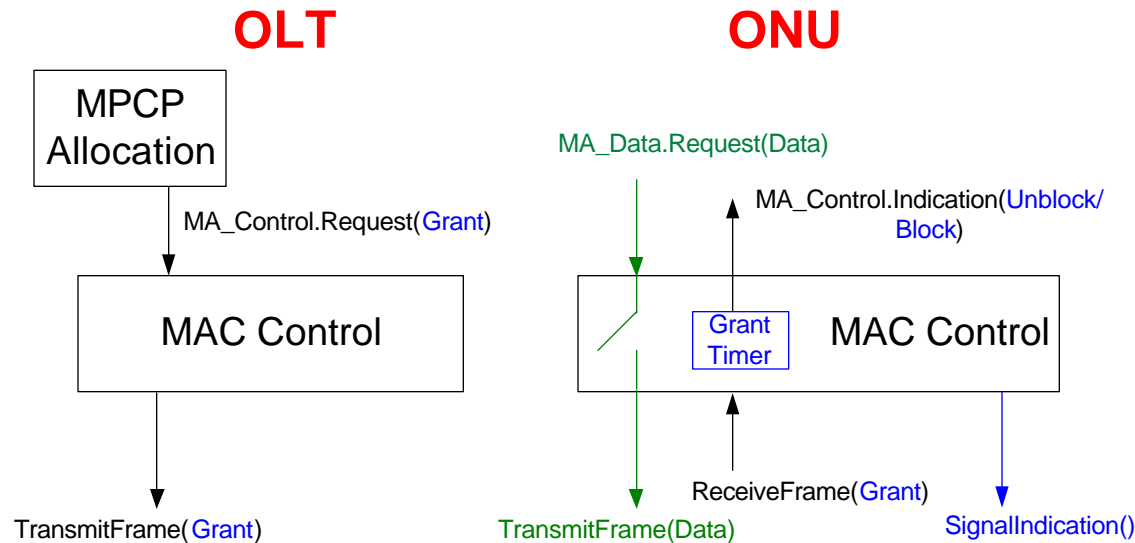 OLT
ONU
MPCP
Allocation
MA_Control.Request(Grant)
MAC Control
TransmitFrame(Grant)
MA_Data.Request(Data)
MA_Control.Indication(Unblock/
Block)
Grant
Timer
MAC Control
ReceiveFrame(Grant)
TransmitFrame(Data)
SignalIndication()